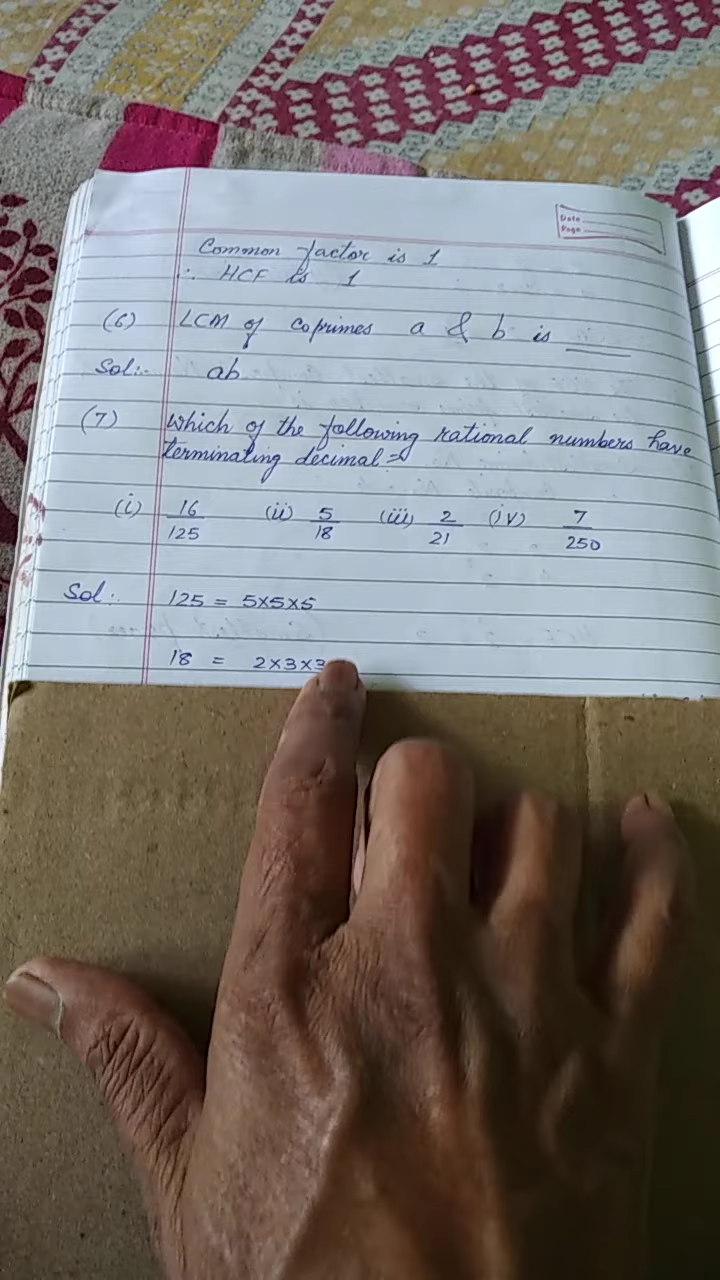 Date
Page
Common factor is 1
∴ HCF is 1
(6) LCM of coprimes a & b is ___
Sol:- ab
(7) Which of the following rational numbers have
terminating decimal :-
(i) 16/125 (ii) 5/18 (iii) 2/21 (iv) 7/250
Sol:. 125 = 5×5×5
18 = 2×3×3